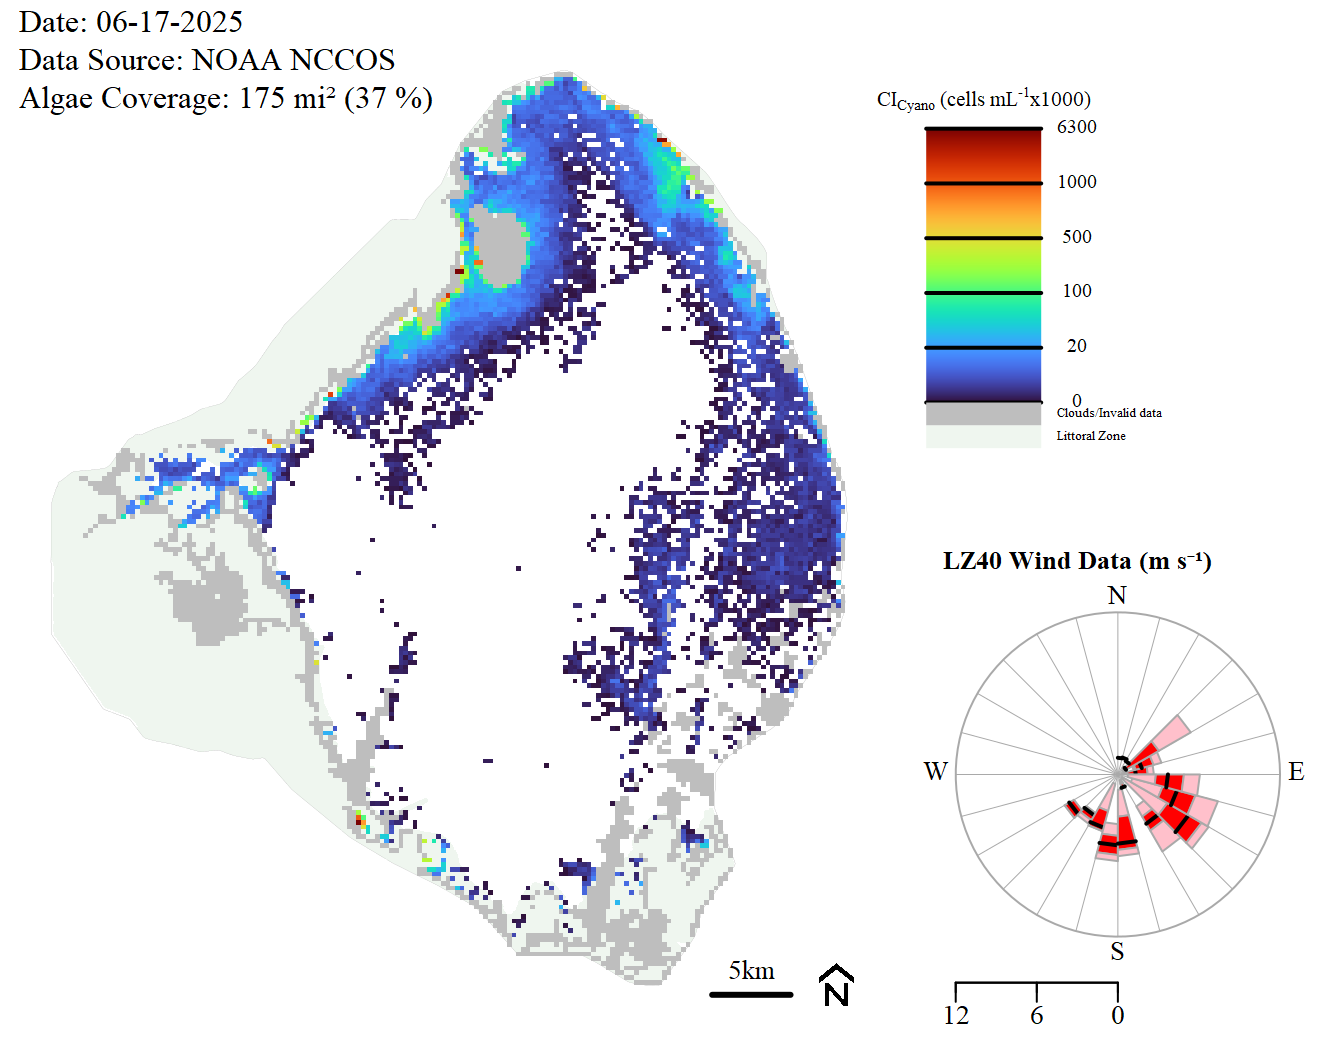 Date: 06-17-2025
Data Source: NOAA NCCOS
Algae Coverage: 175 mi² (37 %)
CICyano (cells mL-1x1000)
6300
1000
500
100
20
0
Clouds/Invalid data
Littoral Zone
LZ40 Wind Data (m s⁻¹)
N
W
E
S
5km
N
12 6 0